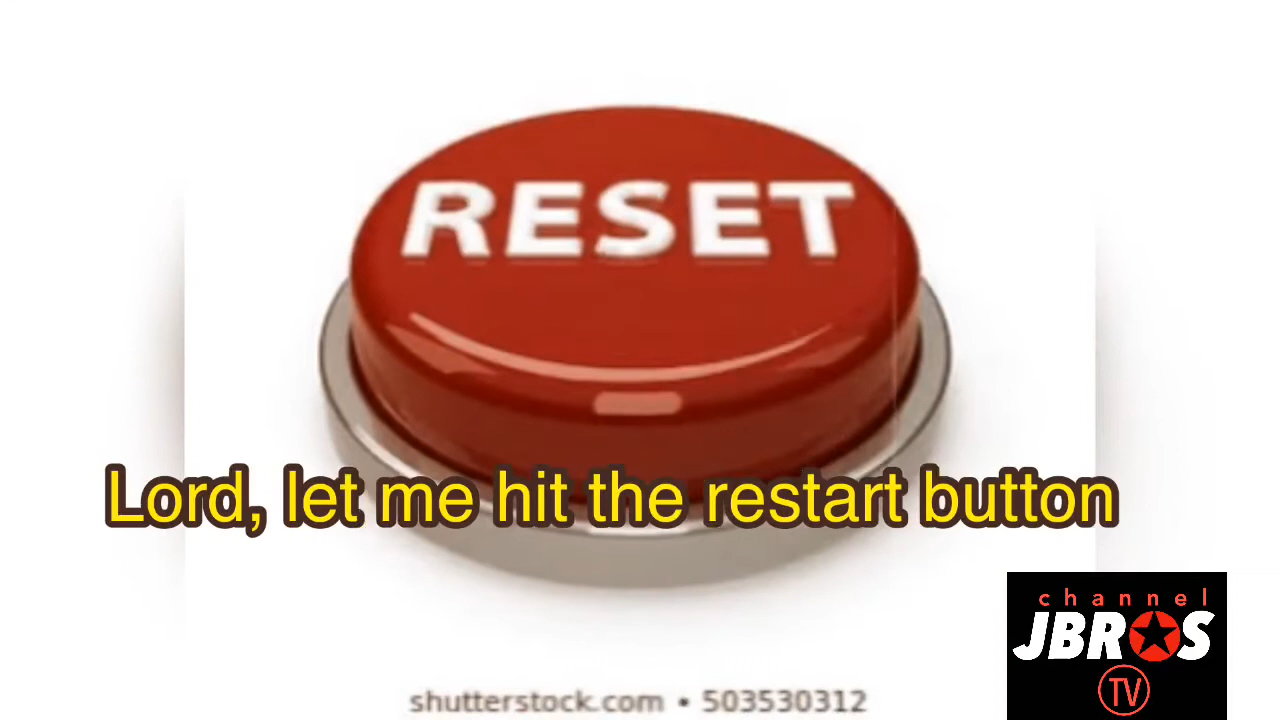 RESET
Lord, let me hit the restart button
channel
JBROS
TV
shutterstock.com • 503530312